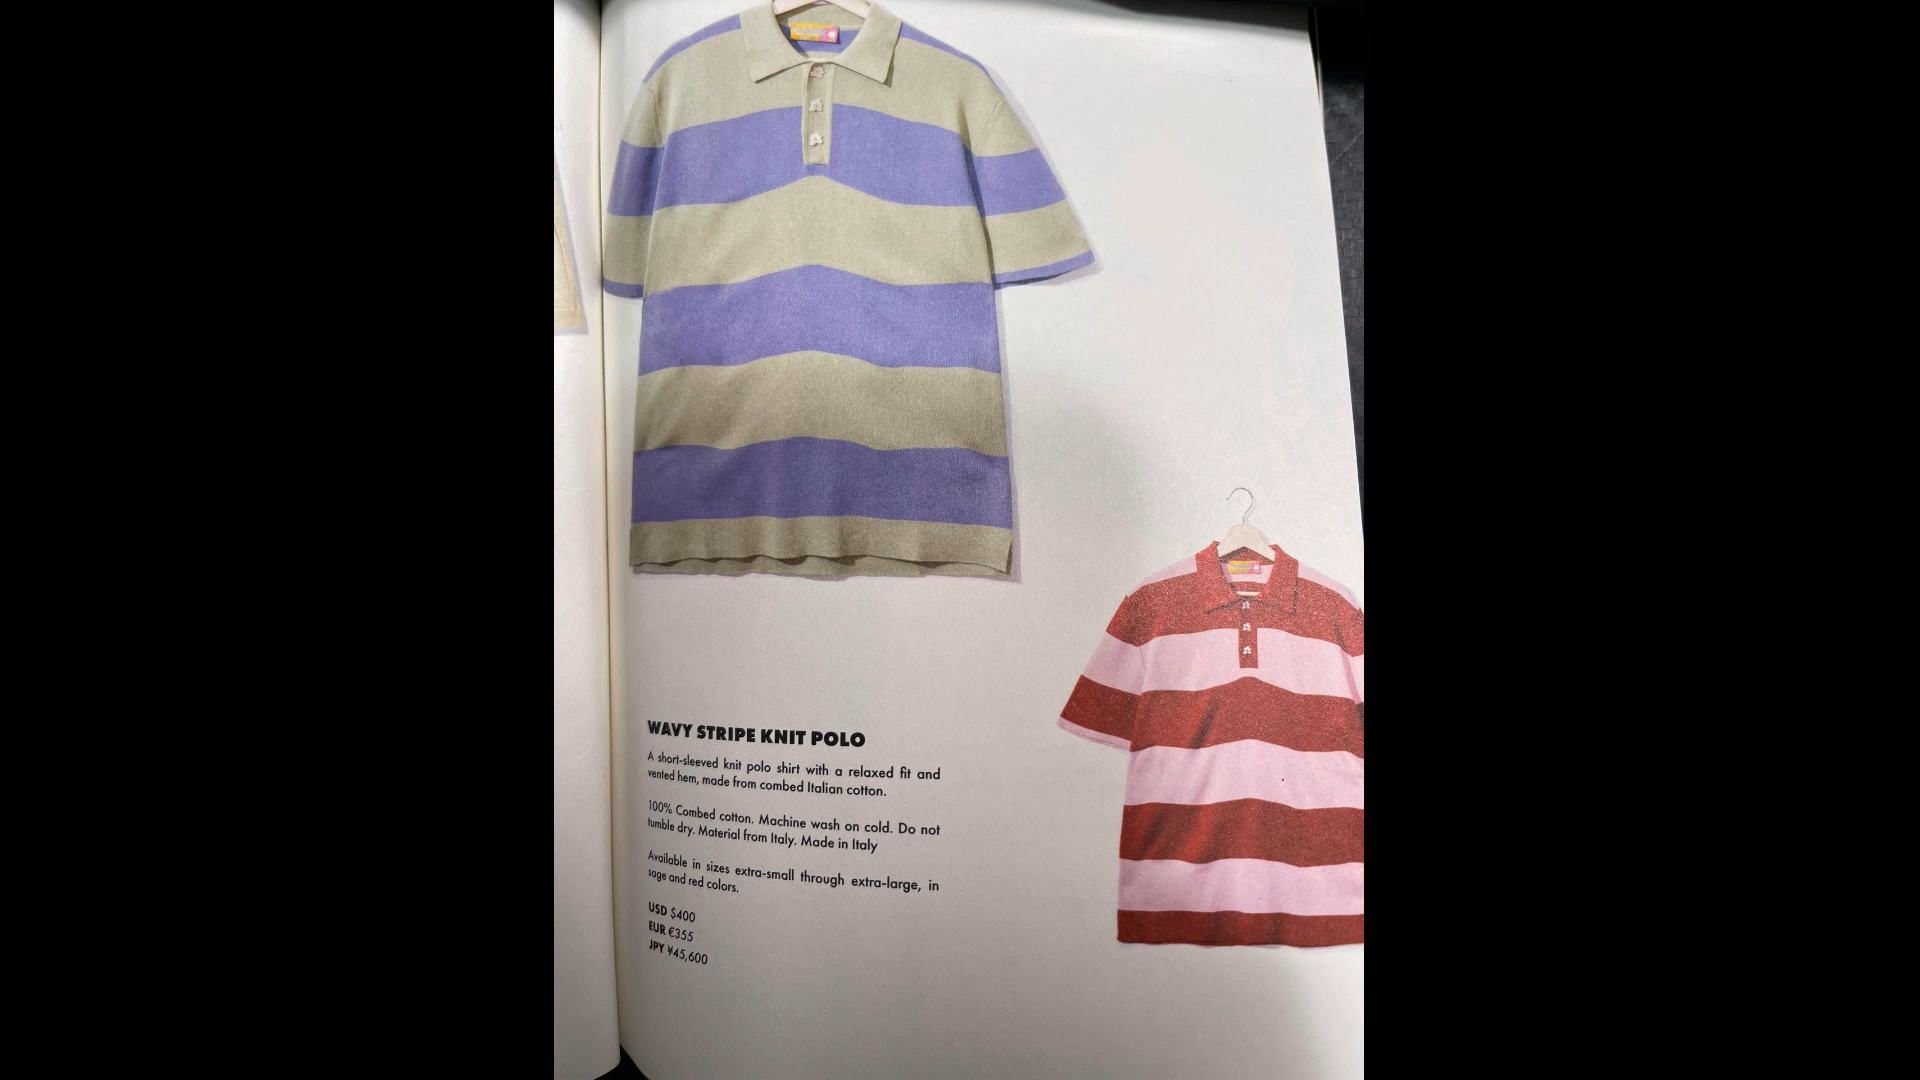 WAVY STRIPE KNIT POLO
A short-sleeved knit polo shirt with a relaxed fit and
vented hem, made from combed Italian cotton.
100% Combed cotton. Machine wash on cold. Do not
tumble dry. Material from Italy. Made in Italy
Available in sizes extra-small through extra-large, in
sage and red colors.
USD $400
EUR €355
JPY ¥45,600